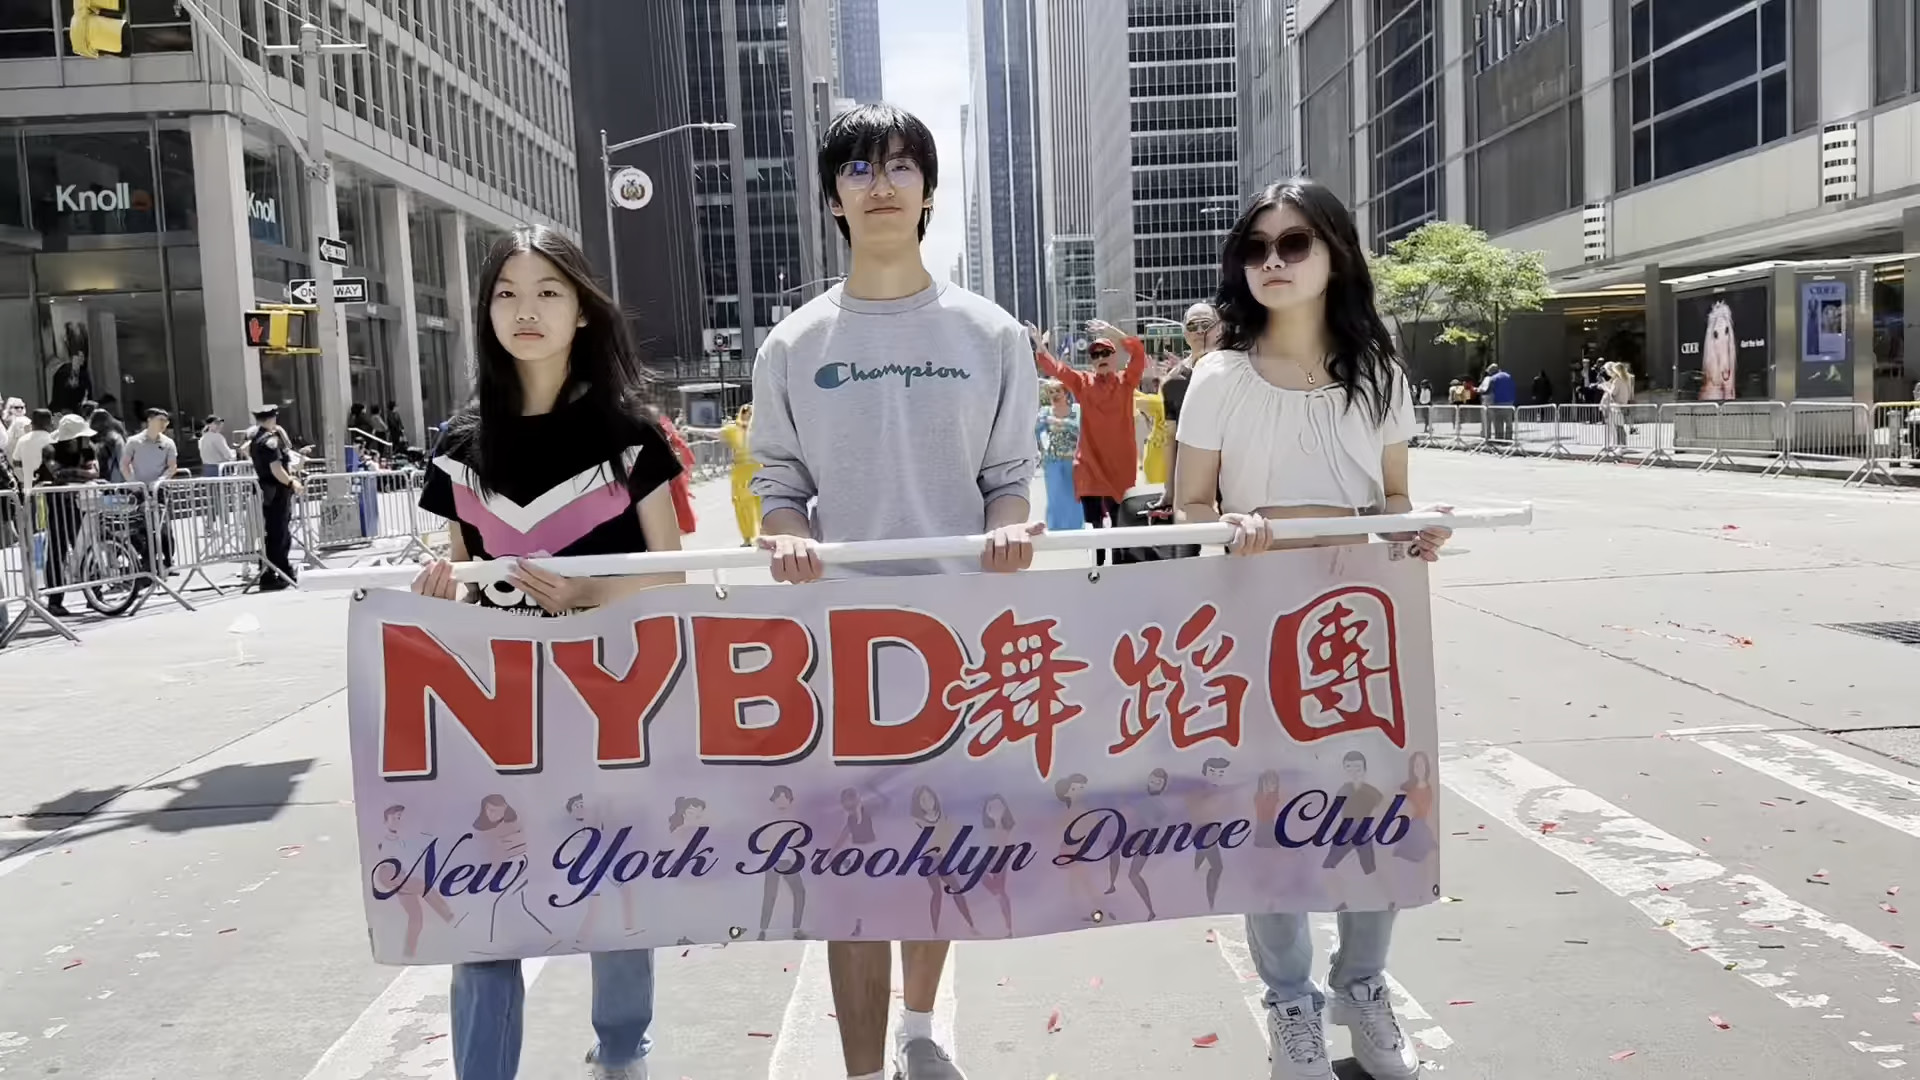 Hilton
Knoll
Knoll
ONE WAY
ONE WAY
Champion
CIDER
NYBD舞蹈團
New York Brooklyn Dance Club